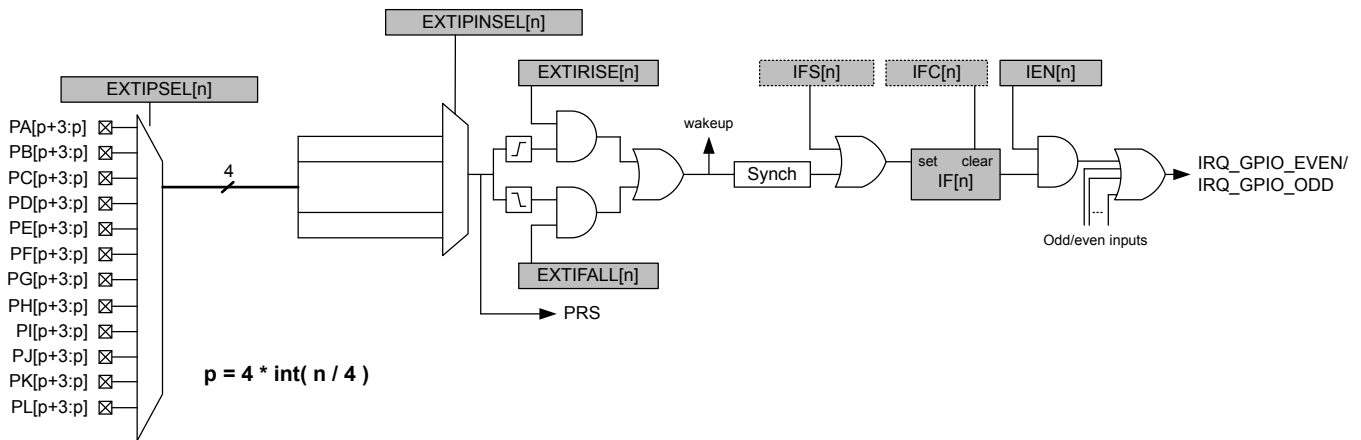 EXTIPINSEL[n]
EXTIPSEL[n]
EXTIRISE[n]
IFS[n]
IFC[n]
IEN[n]
PA[p+3:p]
PB[p+3:p]
PC[p+3:p]
PD[p+3:p]
PE[p+3:p]
PF[p+3:p]
PG[p+3:p]
PH[p+3:p]
PI[p+3:p]
PJ[p+3:p]
PK[p+3:p]
PL[p+3:p]
4
wakeup
Synch
set clear
IF[n]
IRQ_GPIO_EVEN/
IRQ_GPIO_ODD
...
Odd/even inputs
EXTIFALL[n]
PRS
p = 4 * int( n / 4 )